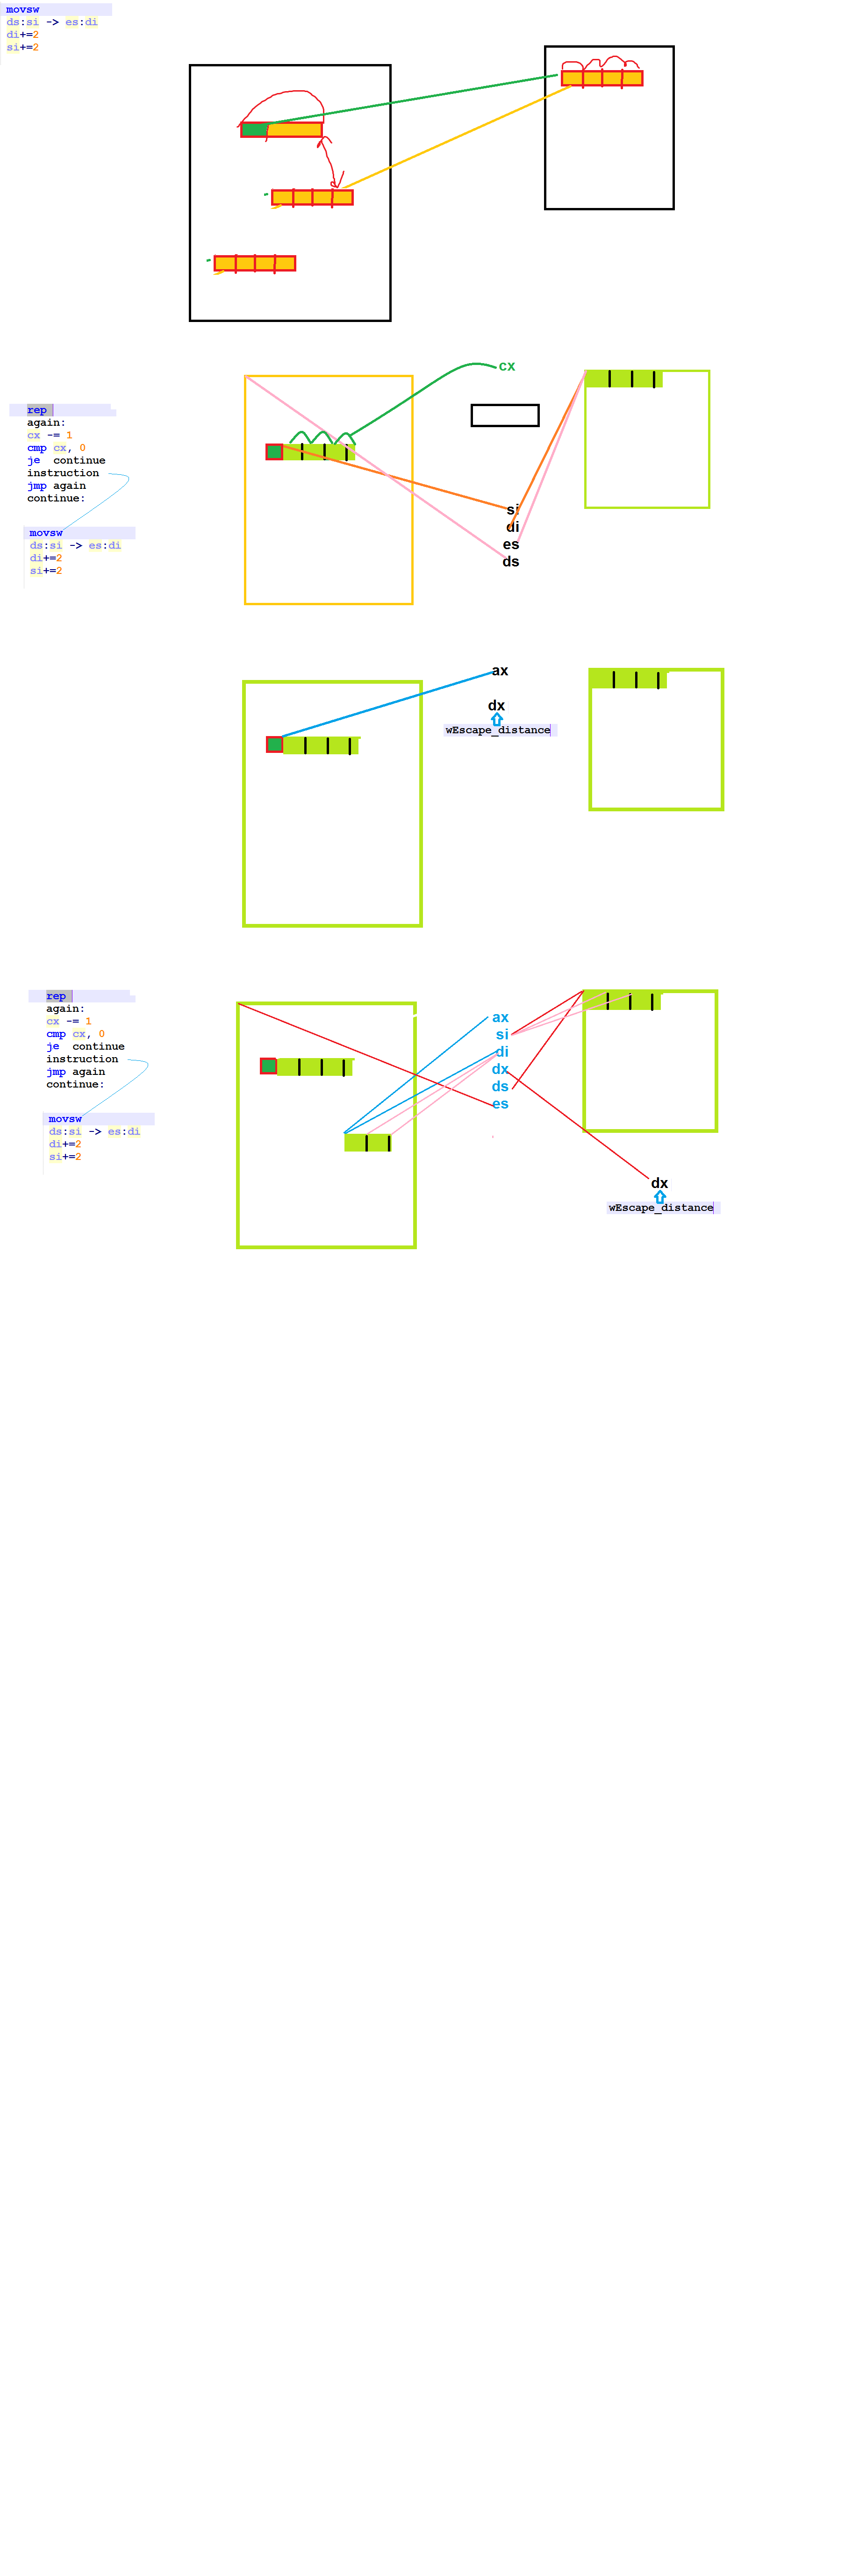 movsw
ds:si -> es:di
di+=2
si+=2
cx
rep
again:
cx -= 1
cmp cx, 0
je  continue
instruction
jmp again
continue:
movsw
ds:si -> es:di
di+=2
si+=2
si
di
es
ds
ax
dx
wEscape_distance
rep
again:
cx -= 1
cmp cx, 0
je  continue
instruction
jmp again
continue:
movsw
ds:si -> es:di
di+=2
si+=2
ax
si
di
dx
ds
es
dx
wEscape_distance